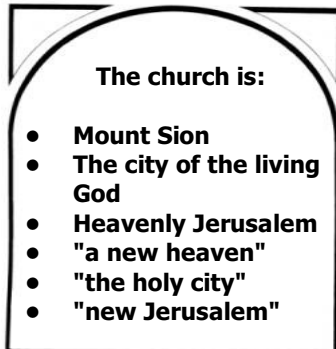 The church is:
● Mount Sion
● The city of the living
God
● Heavenly Jerusalem
● "a new heaven"
● "the holy city"
● "new Jerusalem"